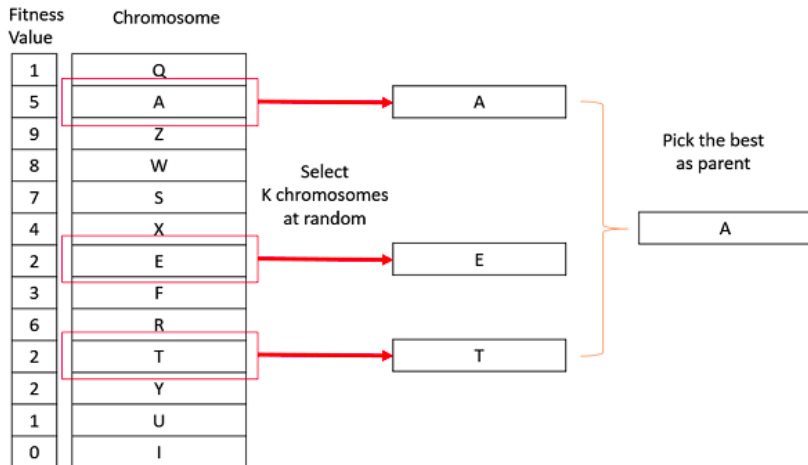 Fitness
Value
Chromosome
1 Q
5 A
9 Z
8 W
7 S
4 X
2 E
3 F
6 R
2 T
2 Y
1 U
0 I
Select
K chromosomes
at random
A
E
T
Pick the best
as parent
A